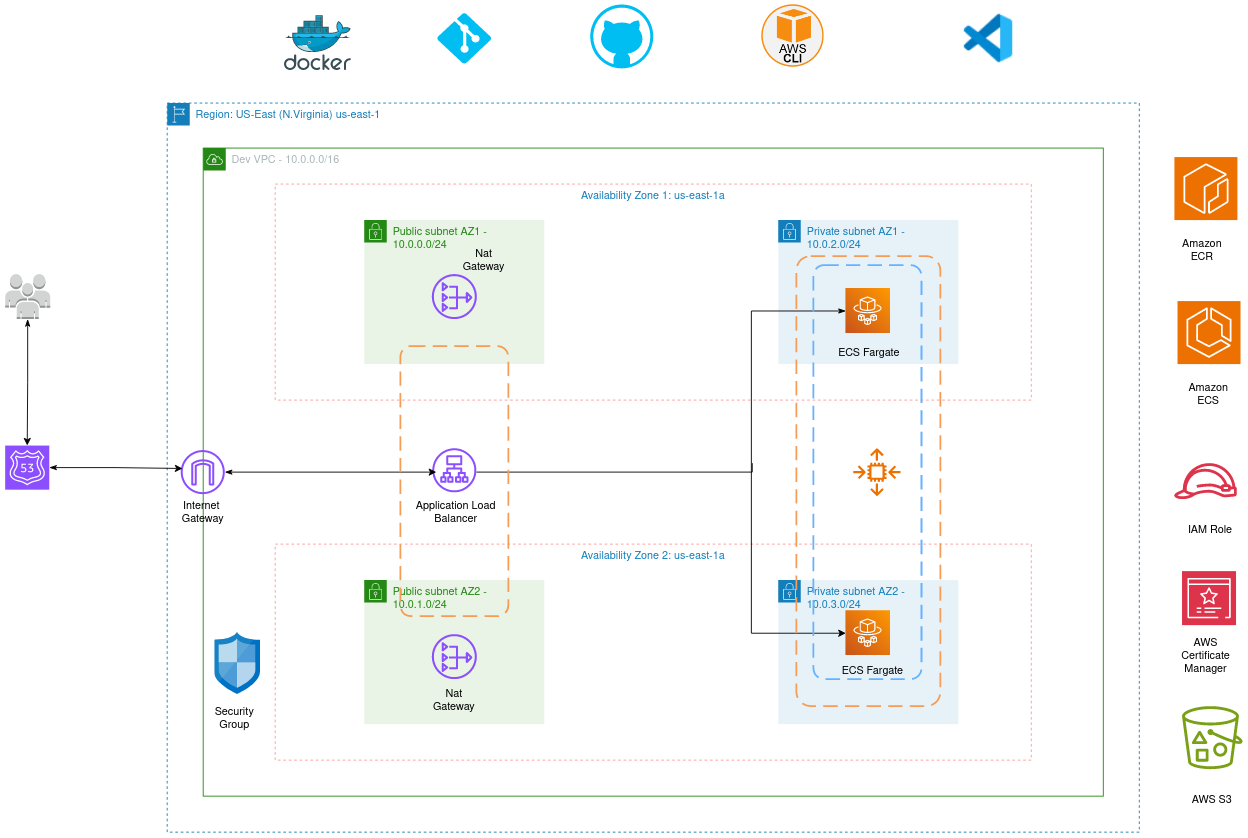 docker
AWS
CLI
Region: US-East (N.Virginia) us-east-1
Dev VPC - 10.0.0.0/16
Availability Zone 1: us-east-1a
Public subnet AZ1 -
10.0.0.0/24
Nat
Gateway
Private subnet AZ1 -
10.0.2.0/24
ECS Fargate
Amazon
ECR
Amazon
ECS
53
Internet
Gateway
Application Load
Balancer
IAM Role
Availability Zone 2: us-east-1a
Public subnet AZ2 -
10.0.1.0/24
Nat
Gateway
Private subnet AZ2 -
10.0.3.0/24
ECS Fargate
Security
Group
AWS
Certificate
Manager
AWS S3